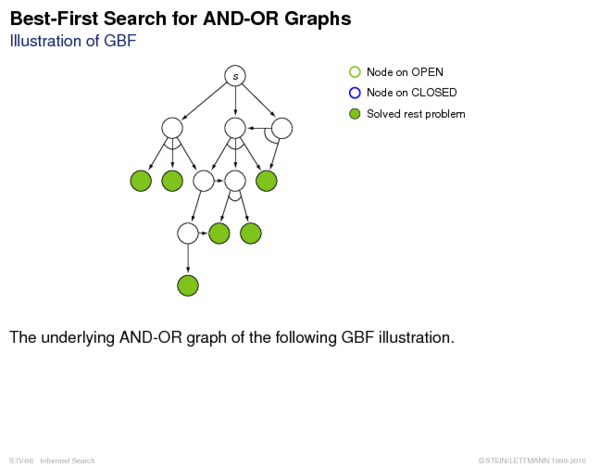 Best-First Search for AND-OR Graphs
Illustration of GBF
s
Node on OPEN
Node on CLOSED
Solved rest problem
The underlying AND-OR graph of the following GBF illustration.
S:IV-66 Informed Search
© STEIN/LETTMANN 1998-2016